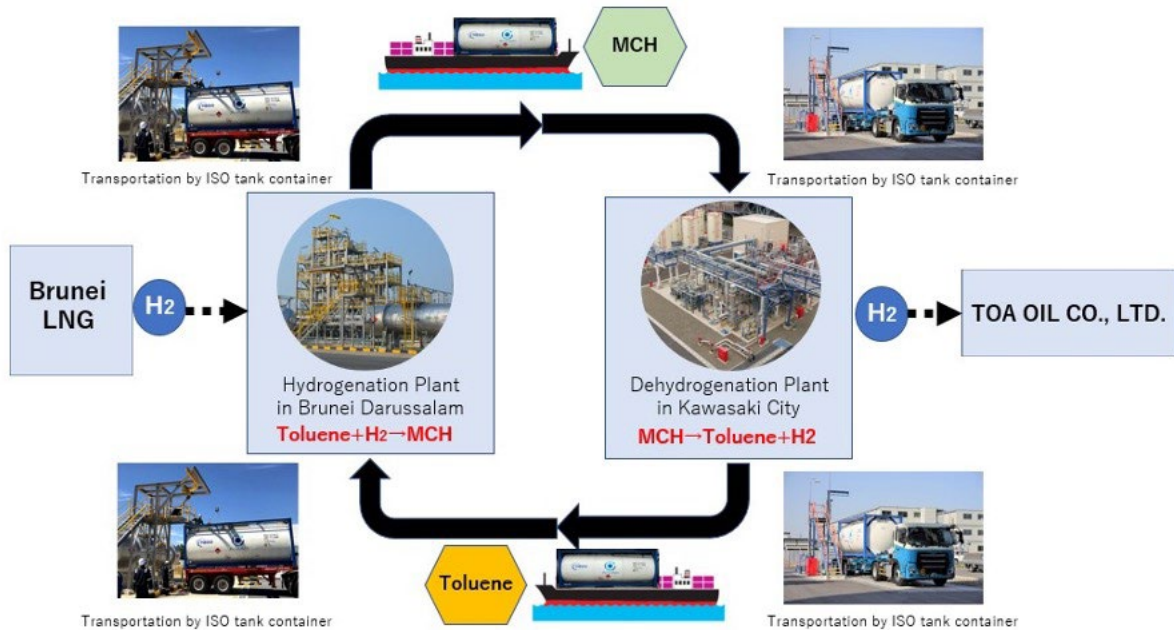 MCH
Transportation by ISO tank container
Transportation by ISO tank container
Brunei
LNG
H2
Hydrogenation Plant
in Brunei Darussalam
Toluene+H2→MCH
Dehydrogenation Plant
in Kawasaki City
MCH→Toluene+H2
H2
TOA OIL CO., LTD.
Toluene
Transportation by ISO tank container
Transportation by ISO tank container